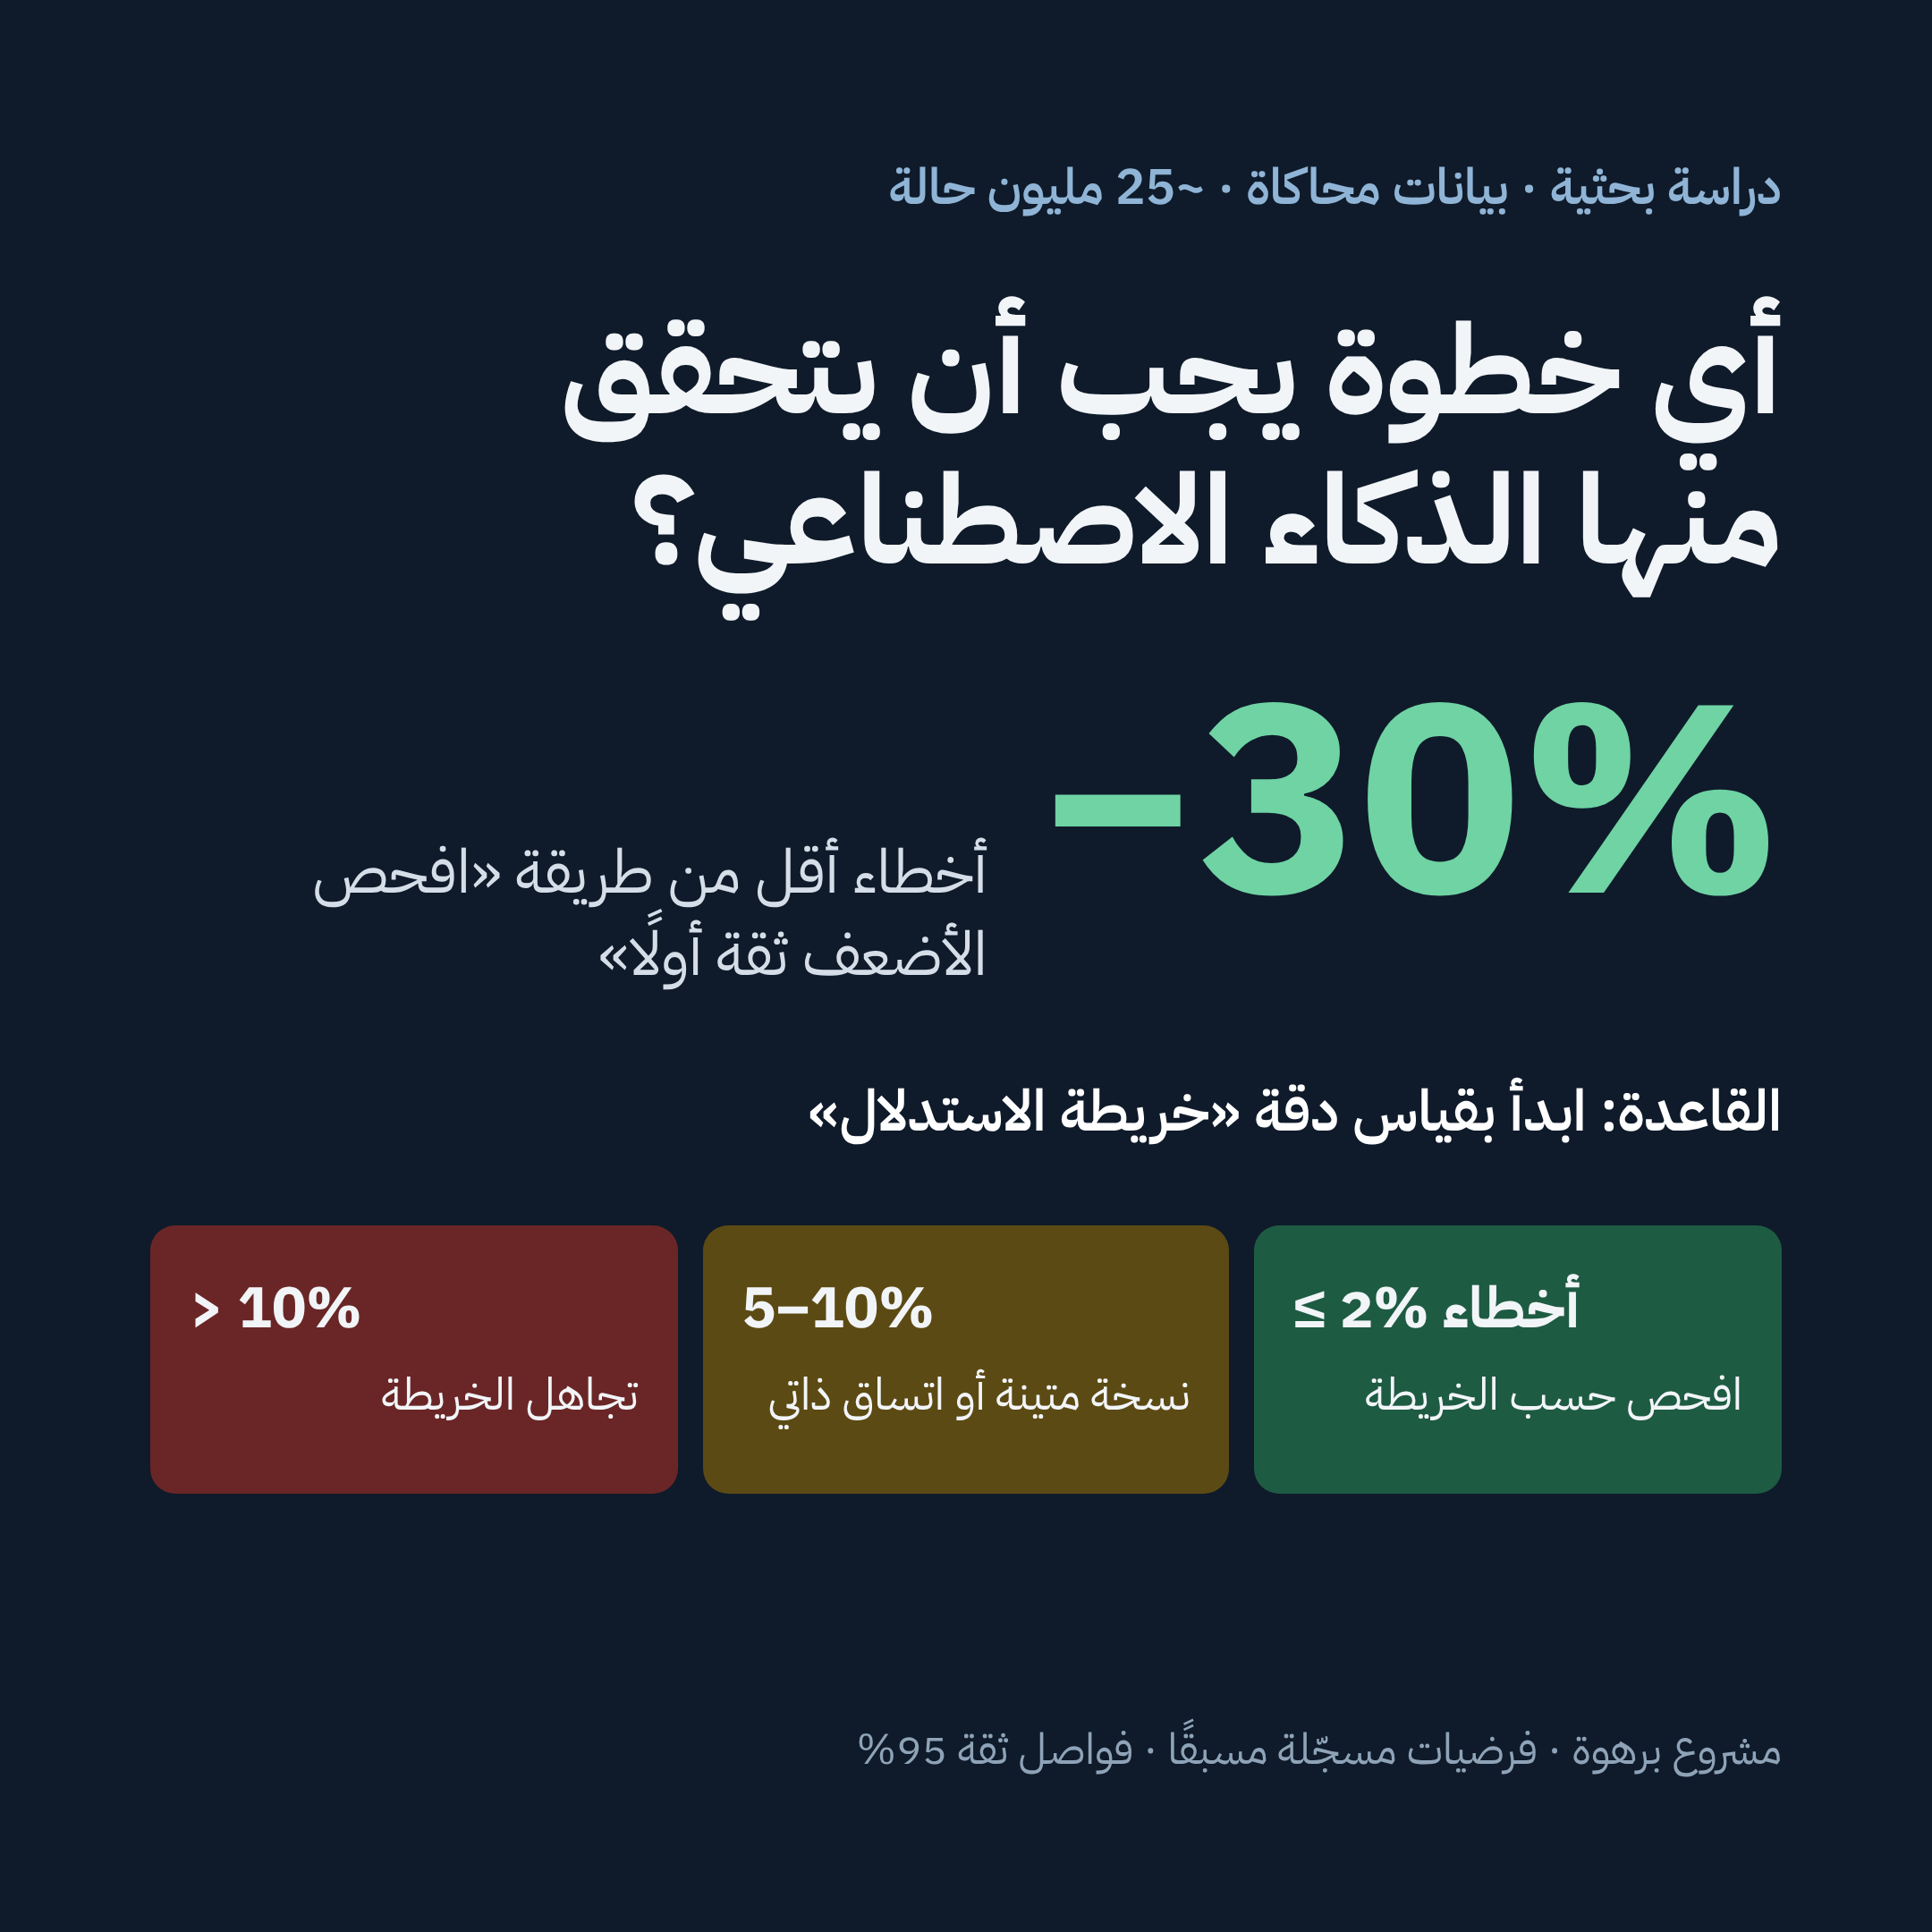 دراسة بحثية · بيانات محاكاة · ~25 مليون حالة
أي خطوة يجب أن يتحقق
منها الذكاء الاصطناعي؟
−30%
أخطاء أقل من طريقة «افحص
الأضعف ثقة أولًا»
القاعدة: ابدأ بقياس دقة «خريطة الاستدلال»
أخطاء ≤ 2%
افحص حسب الخريطة
5–10%
نسخة متينة أو اتساق ذاتي
> 10%
تجاهل الخريطة
مشروع برهوة · فرضيات مسجّلة مسبقًا · فواصل ثقة 95%